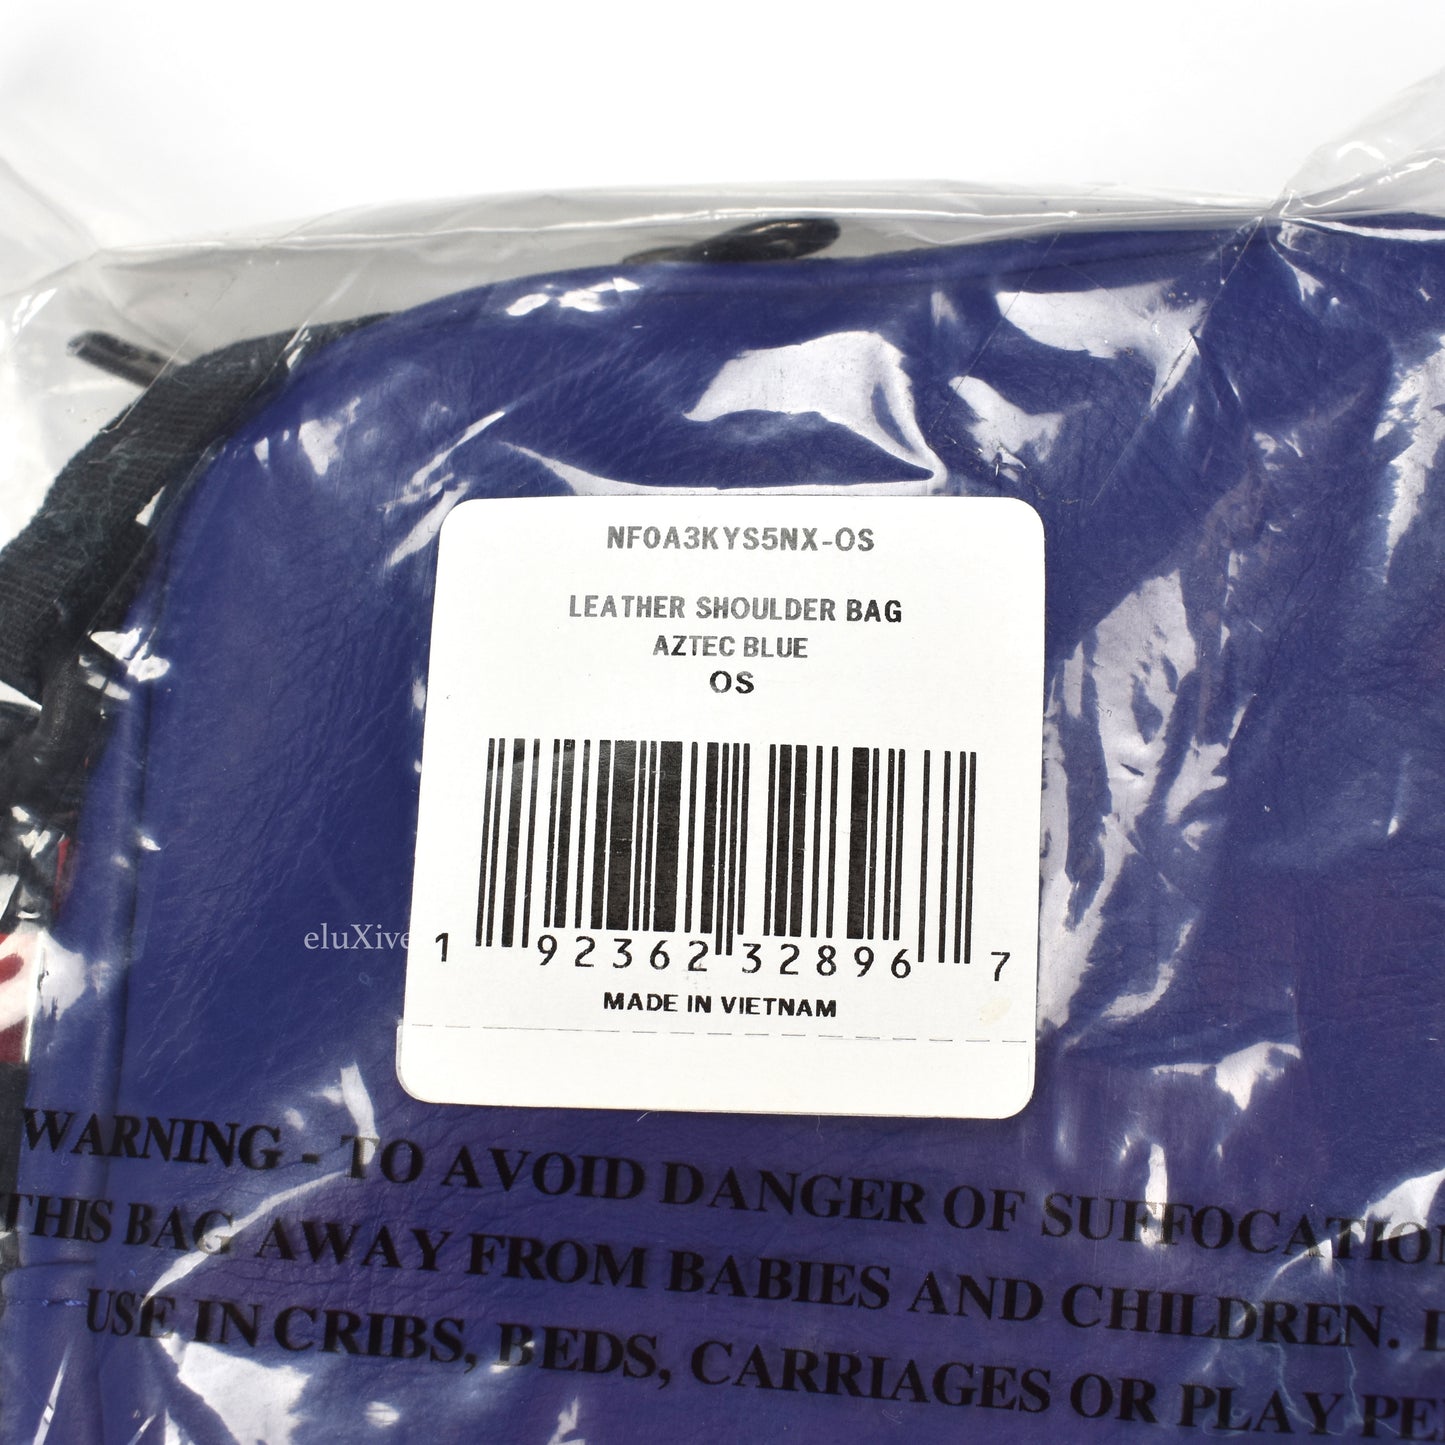 NF0A3KYS5NX-OS
LEATHER SHOULDER BAG
AZTEC BLUE
OS
eluXive
1 92362 32896 7
MADE IN VIETNAM
WARNING - TO AVOID DANGER OF SUFFOCATION
THIS BAG AWAY FROM BABIES AND CHILDREN.
USE IN CRIBS, BEDS, CARRIAGES OR PLAY PE